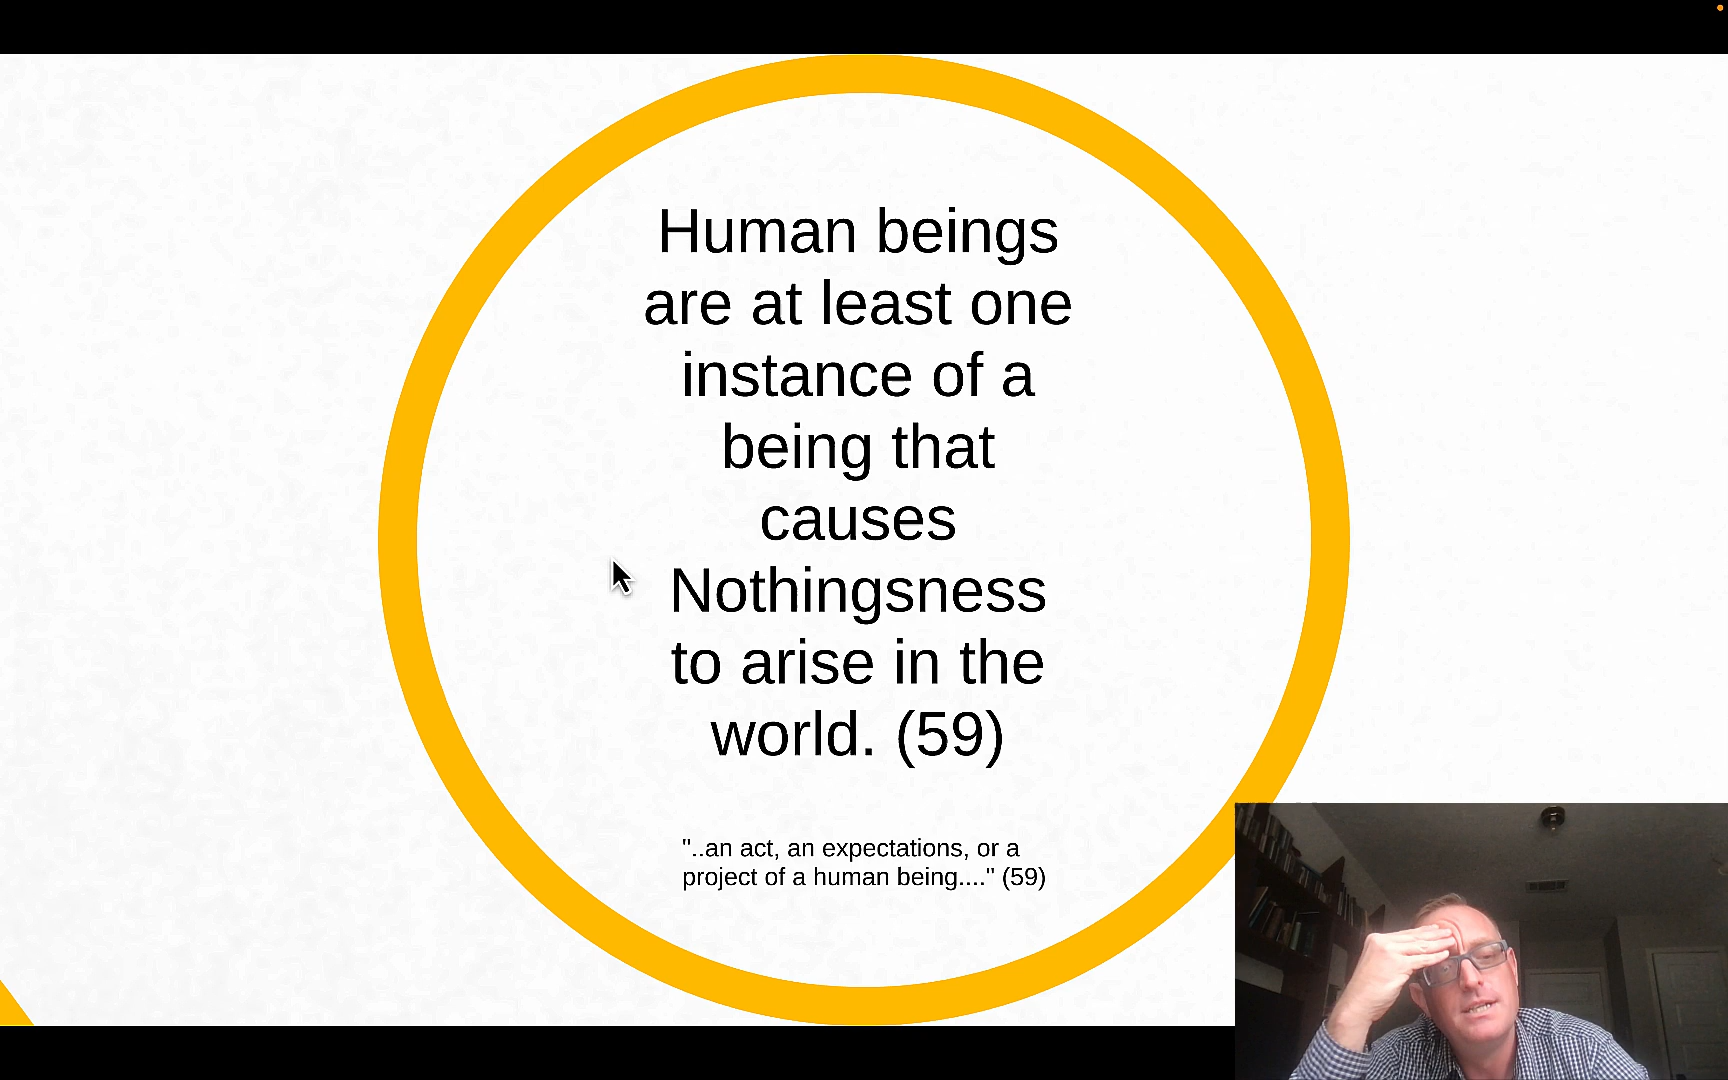 Human beings
are at least one
instance of a
being that
causes
Nothingsness
to arise in the
world. (59)
"..an act, an expectations, or a
project of a human being...." (59)